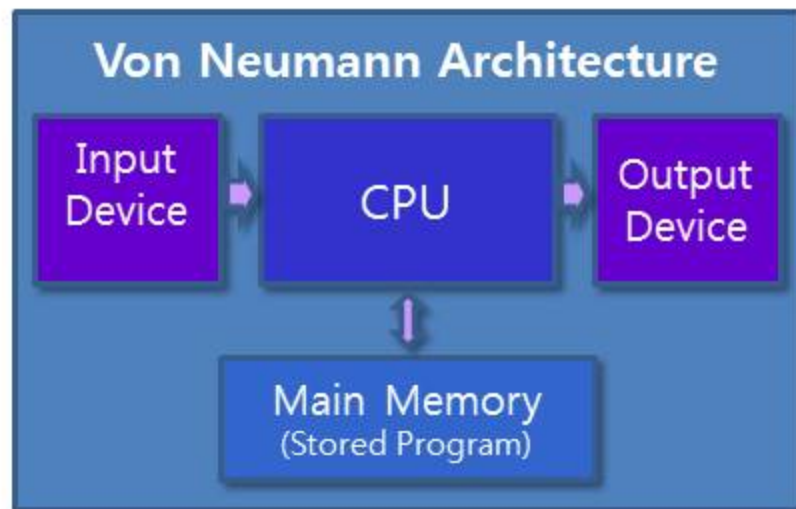 Von Neumann Architecture
Input
Device
CPU
Output
Device
Main Memory
(Stored Program)